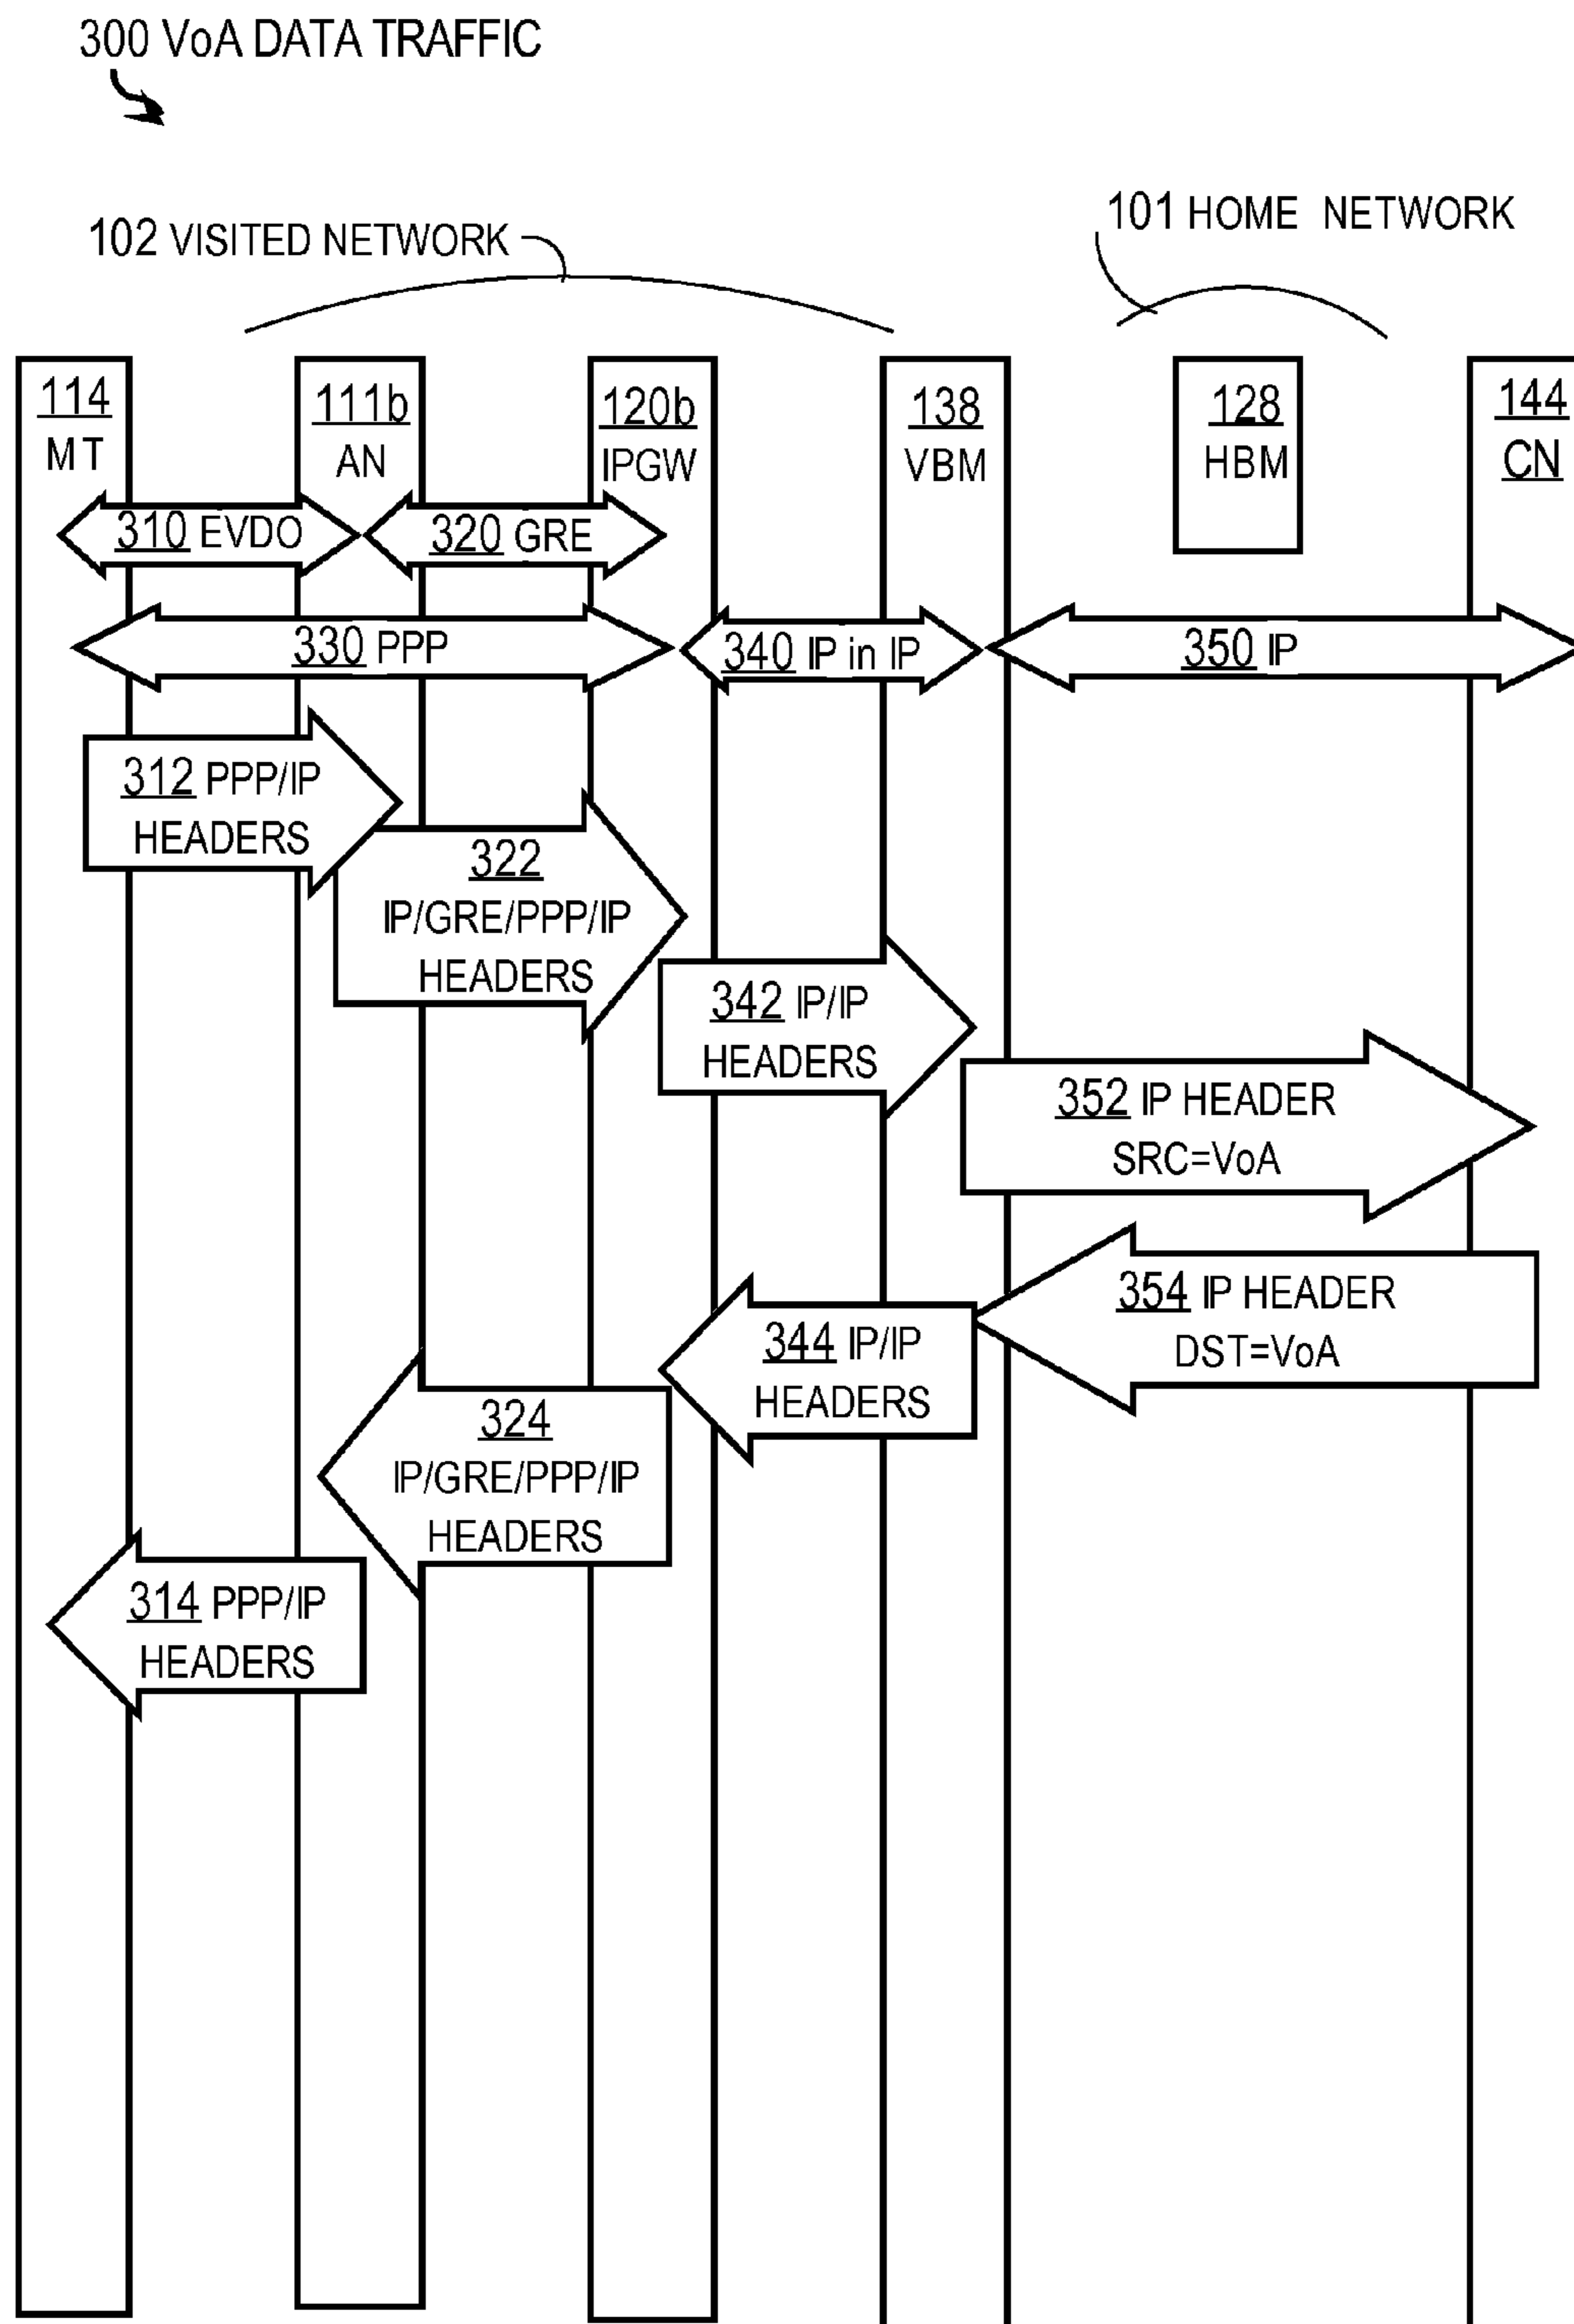 300 VoA DATA TRAFFIC
102 VISITED NETWORK
101 HOME NETWORK
114
MT
111b
AN
120b
IPGW
138
VBM
128
HBM
144
CN
310 EVDO
320 GRE
330 PPP
340 IP in IP
350 IP
312 PPP/IP
HEADERS
322
IP/GRE/PPP/IP
HEADERS
342 IP/IP
HEADERS
352 IP HEADER
SRC=VoA
354 IP HEADER
DST=VoA
344 IP/IP
HEADERS
324
IP/GRE/PPP/IP
HEADERS
314 PPP/IP
HEADERS